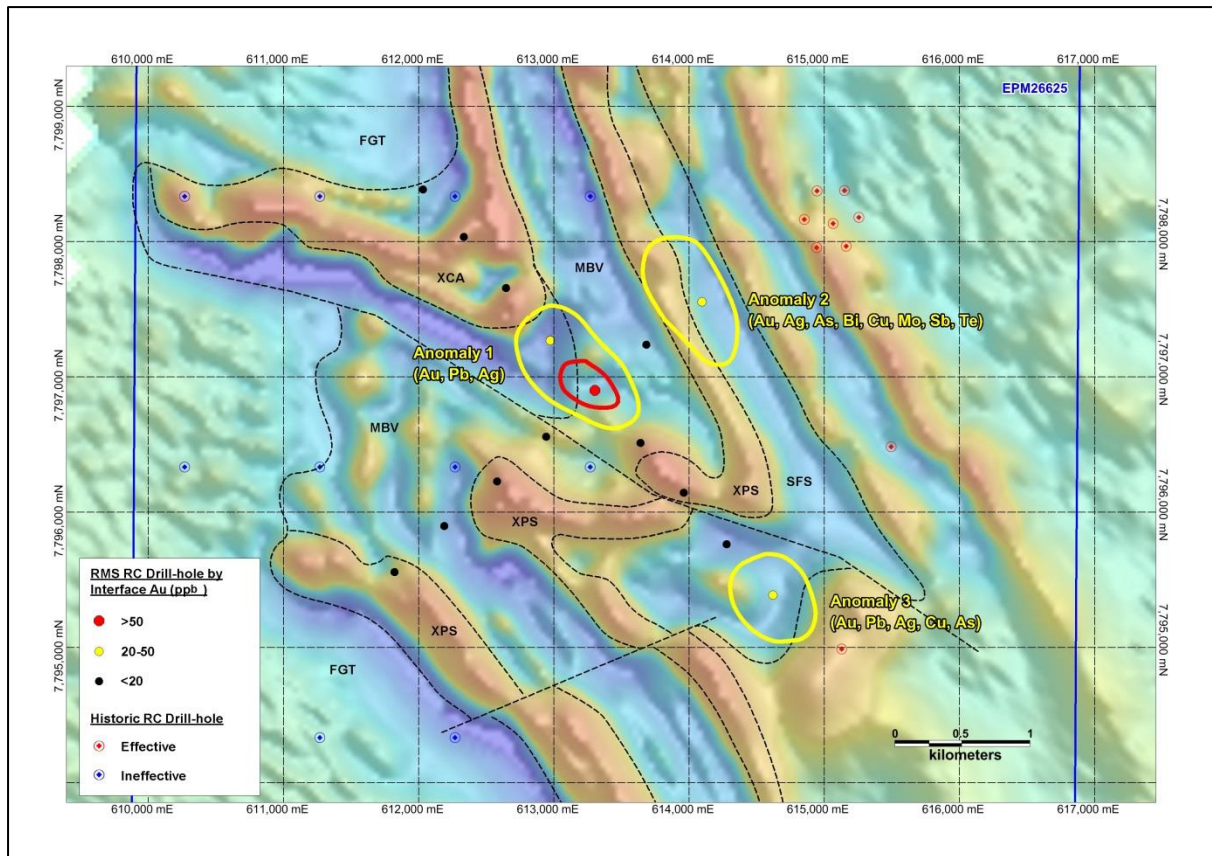 610,000 mE 611,000 mE 612,000 mE 613,000 mE 614,000 mE 615,000 mE 616,000 mE 617,000 mE
EPM26625
7,799,000 mN
FGT
7,798,000 mN 7,798,000 mN
MBV
XCA
Anomaly 2
(Au, Ag, As, Bi, Cu, Mo, Sb, Te)
Anomaly 1
(Au, Pb, Ag)
7,797,000 mN 7,797,000 mN
MBV
XPS SFS
XPS
7,796,000 mN 7,796,000 mN
RMS RC Drill-hole by
Interface Au (ppb )
>50
20-50
<20
Historic RC Drill-hole
Effective
Ineffective
Anomaly 3
(Au, Pb, Ag, Cu, As)
XPS
7,795,000 mN 7,795,000 mN
FGT
0 0.5 1
kilometers
610,000 mE 611,000 mE 612,000 mE 613,000 mE 614,000 mE 615,000 mE 616,000 mE 617,000 mE